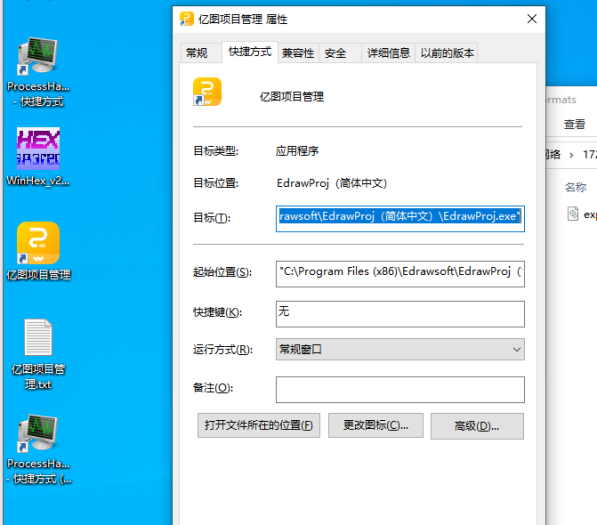 亿图项目管理 属性
常规
快捷方式
兼容性
安全
详细信息
以前的版本
亿图项目管理
目标类型:
应用程序
目标位置:
EdrawProj（简体中文）
目标(T):
rawsoft\EdrawProj（简体中文）\EdrawProj.exe"
起始位置(S):
"C:\Program Files (x86)\Edrawsoft\EdrawProj（
快捷键(K):
无
运行方式(R):
常规窗口
备注(O):
打开文件所在的位置(F)
更改图标(C)...
高级(D)...
ProcessHa...
- 快捷方式
HEX
WinHex_v2...
亿图项目管理
亿图项目管
理.txt
ProcessHa...
- 快捷方式 (...
rmats
查看
网络 › 172
名称
exp